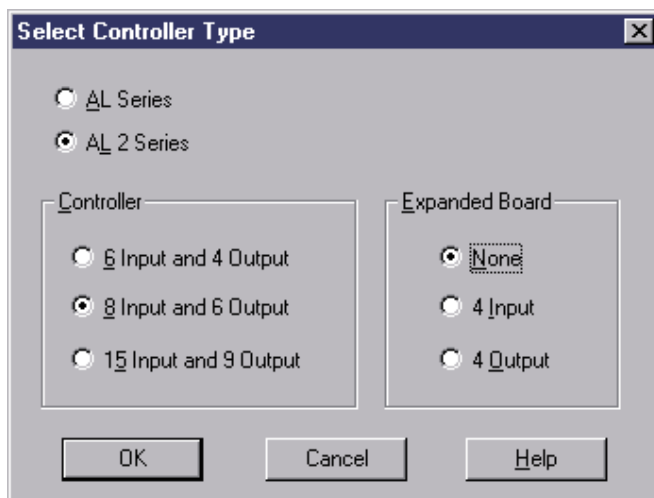 Select Controller Type
AL Series
AL 2 Series
Controller
6 Input and 4 Output
8 Input and 6 Output
15 Input and 9 Output
Expanded Board
None
4 Input
4 Output
OK
Cancel
Help